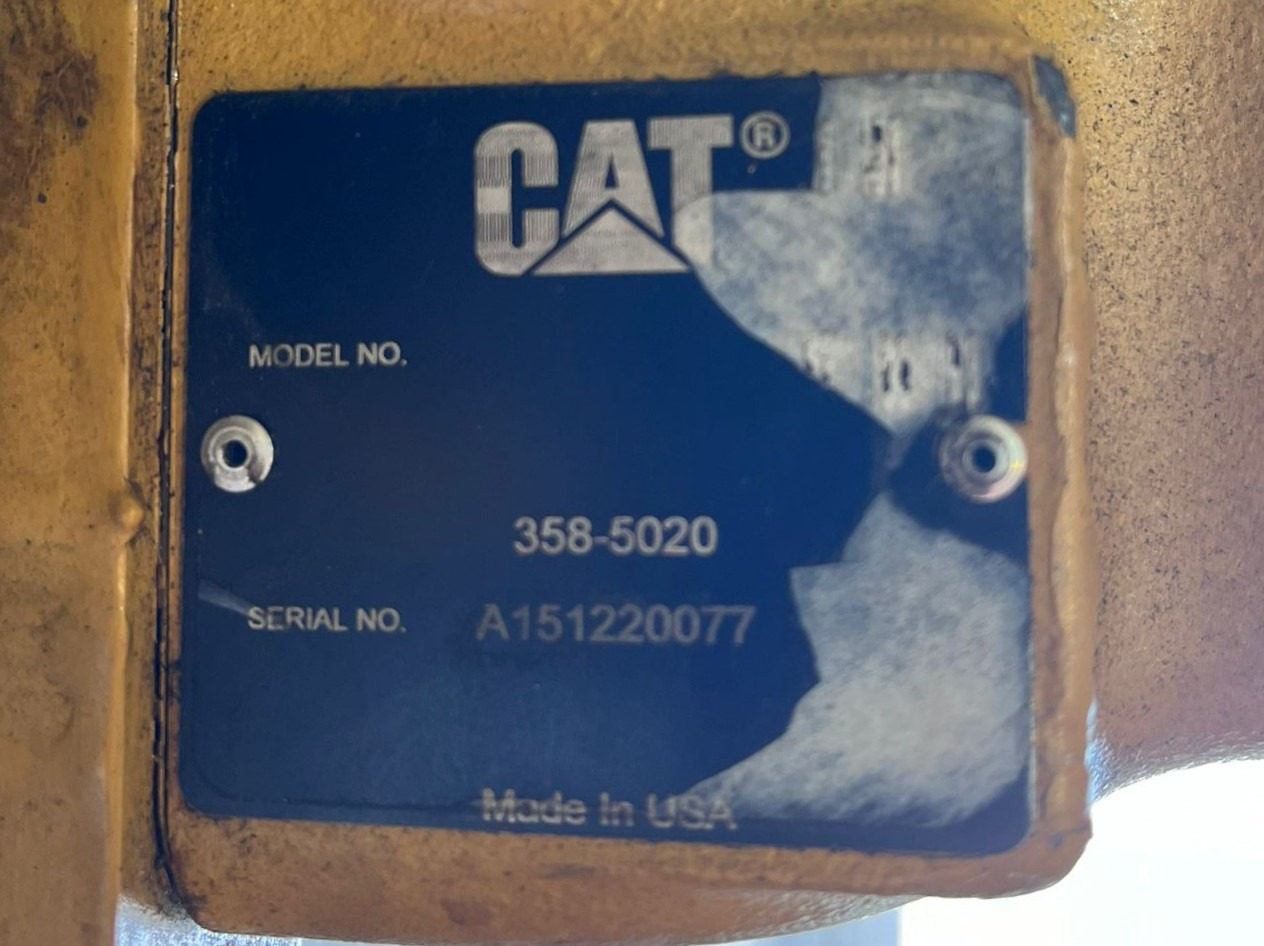 CAT®
MODEL NO.
358-5020
SERIAL NO. A151220077
Made In USA